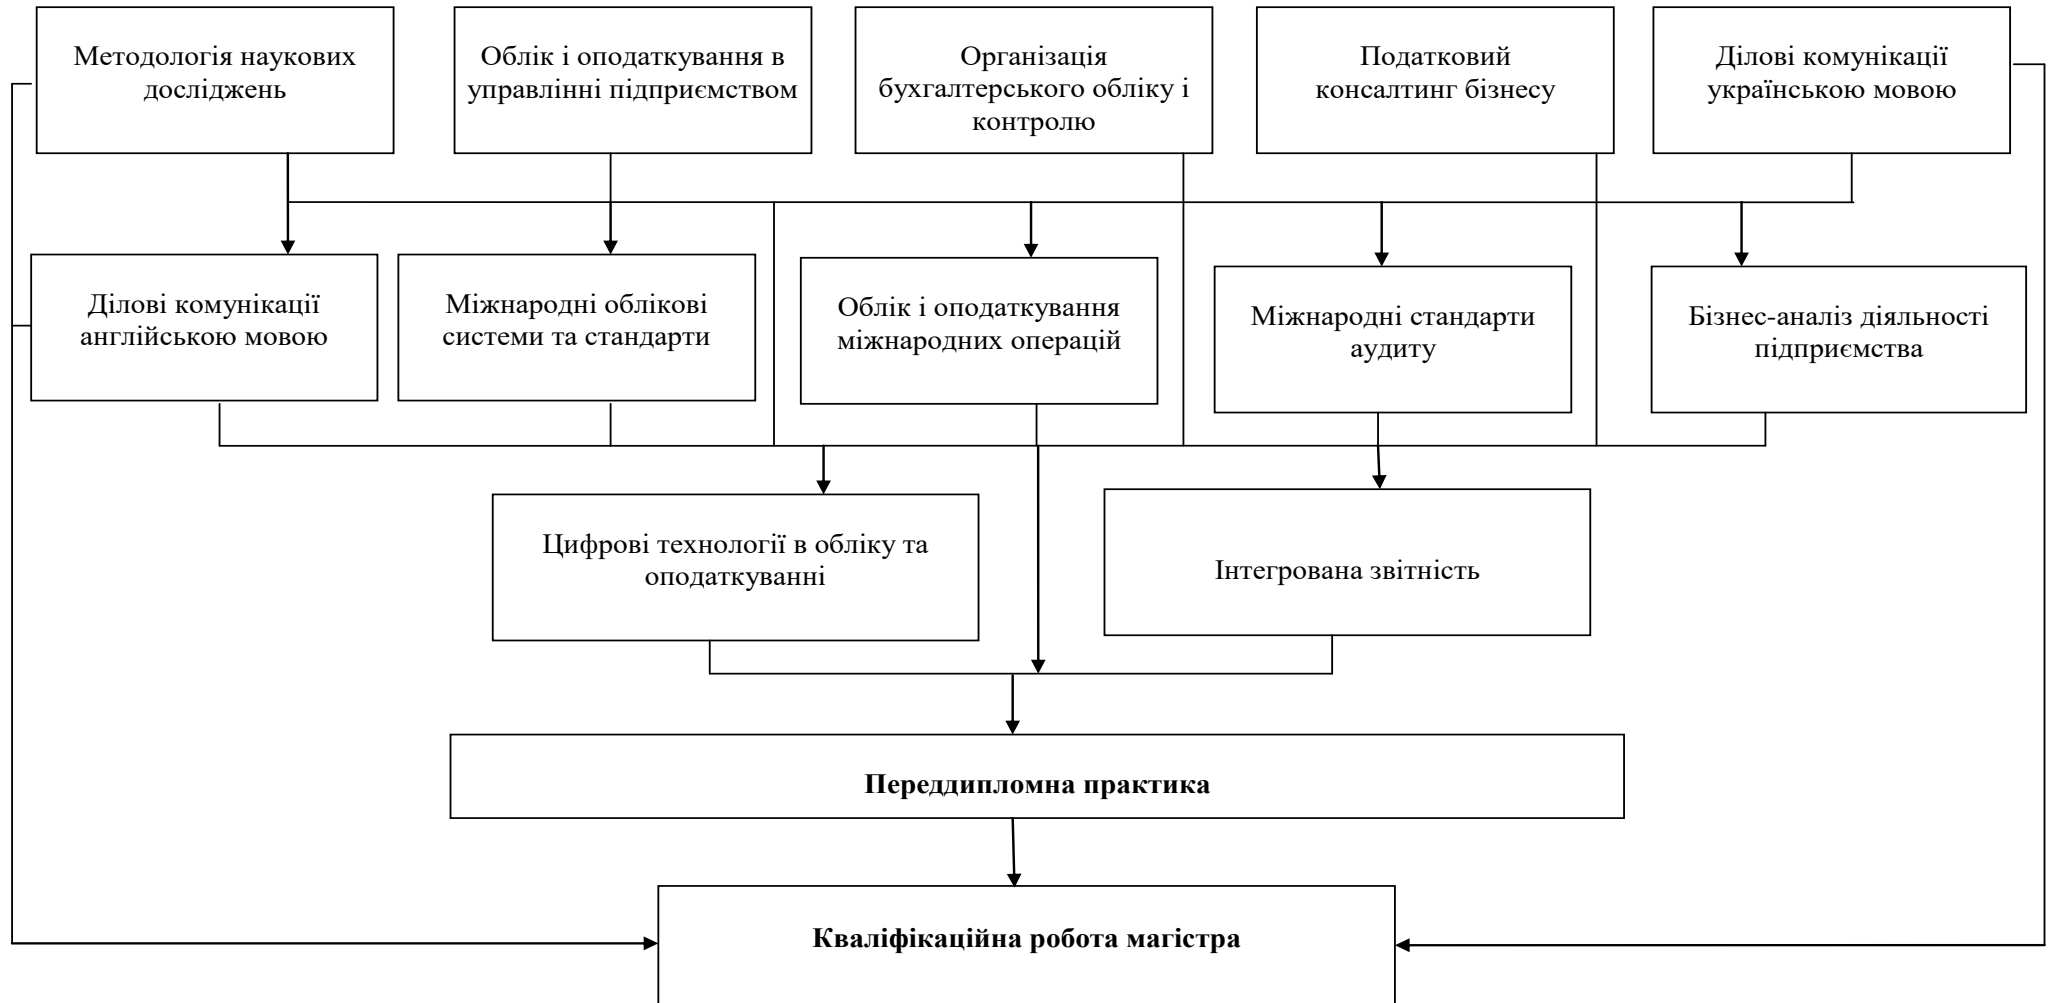 Методологія наукових
досліджень
Облік і оподаткування в
управлінні підприємством
Організація
бухгалтерського обліку і
контролю
Податковий
консалтинг бізнесу
Ділові комунікації
українською мовою
Ділові комунікації
англійською мовою
Міжнародні облікові
системи та стандарти
Облік і оподаткування
міжнародних операцій
Міжнародні стандарти
аудиту
Бізнес-аналіз діяльності
підприємства
Цифрові технології в обліку та
оподаткуванні
Інтегрована звітність
Переддипломна практика
Кваліфікаційна робота магістра